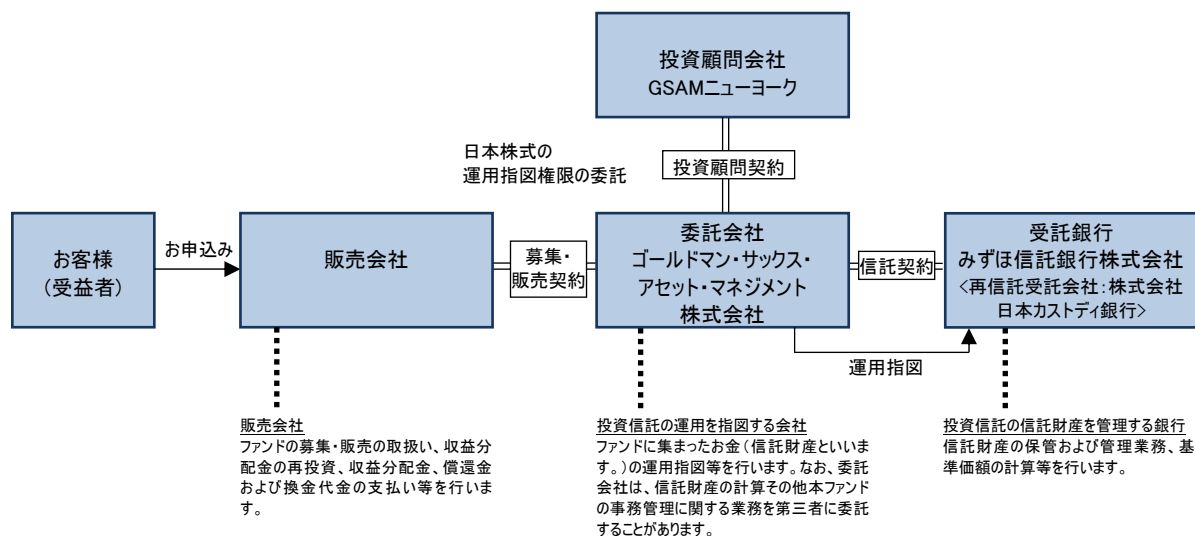 投資顧問会社
GSAMニューヨーク
日本株式の
運用指図権限の委託
投資顧問契約
お客様
(受益者)
お申込み
販売会社
募集・
販売契約
委託会社
ゴールドマン・サックス・
アセット・マネジメント
株式会社
信託契約
受託銀行
みずほ信託銀行株式会社
<再信託受託会社:株式会社
日本カストディ銀行>
運用指図
販売会社
ファンドの募集・販売の取扱い、収益分
配金の再投資、収益分配金、償還金
および換金代金の支払い等を行いま
す。
投資信託の運用を指図する会社
ファンドに集まったお金(信託財産といいま
す。)の運用指図等を行います。なお、委託
会社は、信託財産の計算その他本ファンド
の事務管理に関する業務を第三者に委託
することがあります。
投資信託の信託財産を管理する銀行
信託財産の保管および管理業務、基
準価額の計算等を行います。